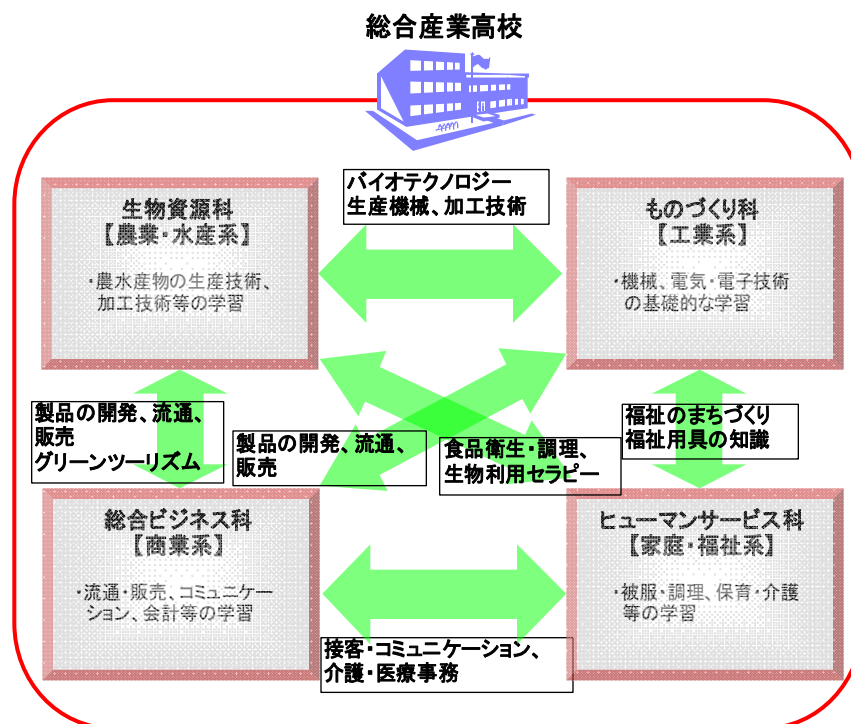 総合産業高校
バイオテクノロジー
生産機械、加工技術
生物資源科
【農業・水産系】
・農水産物の生産技術、
加工技術等の学習
ものづくり科
【工業系】
・機械、電気・電子技術
の基礎的な学習
製品の開発、流通、
販売
グリーンツーリズム
製品の開発、流通、
販売
食品衛生・調理、
生物利用セラピー
福祉のまちづくり
福祉用具の知識
総合ビジネス科
【商業系】
・流通・販売、コミュニケー
ション、会計等の学習
ヒューマンサービス科
【家庭・福祉系】
・被服・調理、保育・介護
等の学習
接客・コミュニケーション、
介護・医療事務